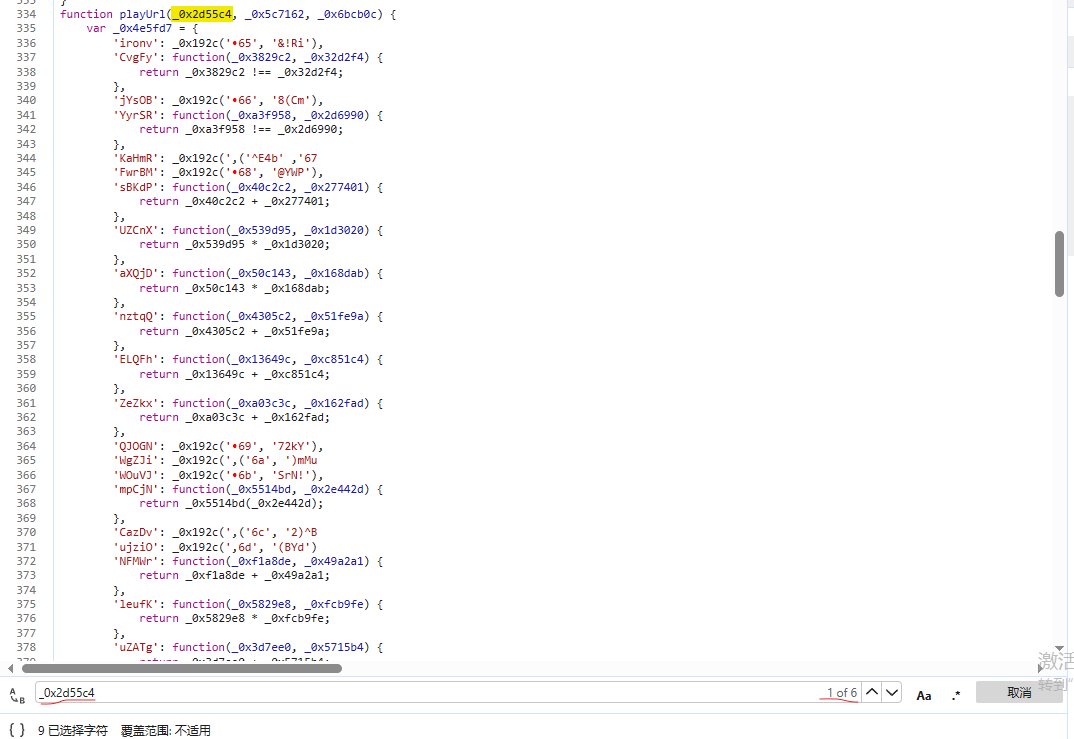 333 }
334 function playUrl(_0x2d55c4, _0x5c7162, _0x6bcb0c) {
335 var _0x4e5fd7 = {
336 'ironv': _0x192c('•65', '&!Ri'),
337 'CvgFy': function(_0x3829c2, _0x32d2f4) {
338 return _0x3829c2 !== _0x32d2f4;
339 },
340 'jYsOB': _0x192c('•66', '8(Cm'),
341 'YyrSR': function(_0xa3f958, _0x2d6990) {
342 return _0xa3f958 !== _0x2d6990;
343 },
344 'KaHmR': _0x192c(',('^E4b' ,'67
345 'FwrBM': _0x192c('•68', '@YWP'),
346 'sBKdP': function(_0x40c2c2, _0x277401) {
347 return _0x40c2c2 + _0x277401;
348 },
349 'UZCnX': function(_0x539d95, _0x1d3020) {
350 return _0x539d95 * _0x1d3020;
351 },
352 'aXQjD': function(_0x50c143, _0x168dab) {
353 return _0x50c143 * _0x168dab;
354 },
355 'nztqQ': function(_0x4305c2, _0x51fe9a) {
356 return _0x4305c2 + _0x51fe9a;
357 },
358 'ELQFh': function(_0x13649c, _0xc851c4) {
359 return _0x13649c + _0xc851c4;
360 },
361 'ZeZkx': function(_0xa03c3c, _0x162fad) {
362 return _0xa03c3c + _0x162fad;
363 },
364 'QJOGN': _0x192c('•69', '72kY'),
365 'WgZJi': _0x192c(',('6a', ')mMu
366 'WOuVJ': _0x192c('•6b', 'SrN!'),
367 'mpCjN': function(_0x5514bd, _0x2e442d) {
368 return _0x5514bd(_0x2e442d);
369 },
370 'CazDv': _0x192c(',('6c', '2)^B
371 'ujziO': _0x192c(',6d', '(BYd')
372 'NFMWr': function(_0xf1a8de, _0x49a2a1) {
373 return _0xf1a8de + _0x49a2a1;
374 },
375 'leufK': function(_0x5829e8, _0xfcb9fe) {
376 return _0x5829e8 * _0xfcb9fe;
377 },
378 'uZATg': function(_0x3d7ee0, _0x5715b4) {
379 return _0x3d7ee0 + _0x5715b4;
激活
转到"
_0x2d55c4 1 of 6 Aa .* 取消
{ } 9 已选择字符 覆盖范围: 不适用